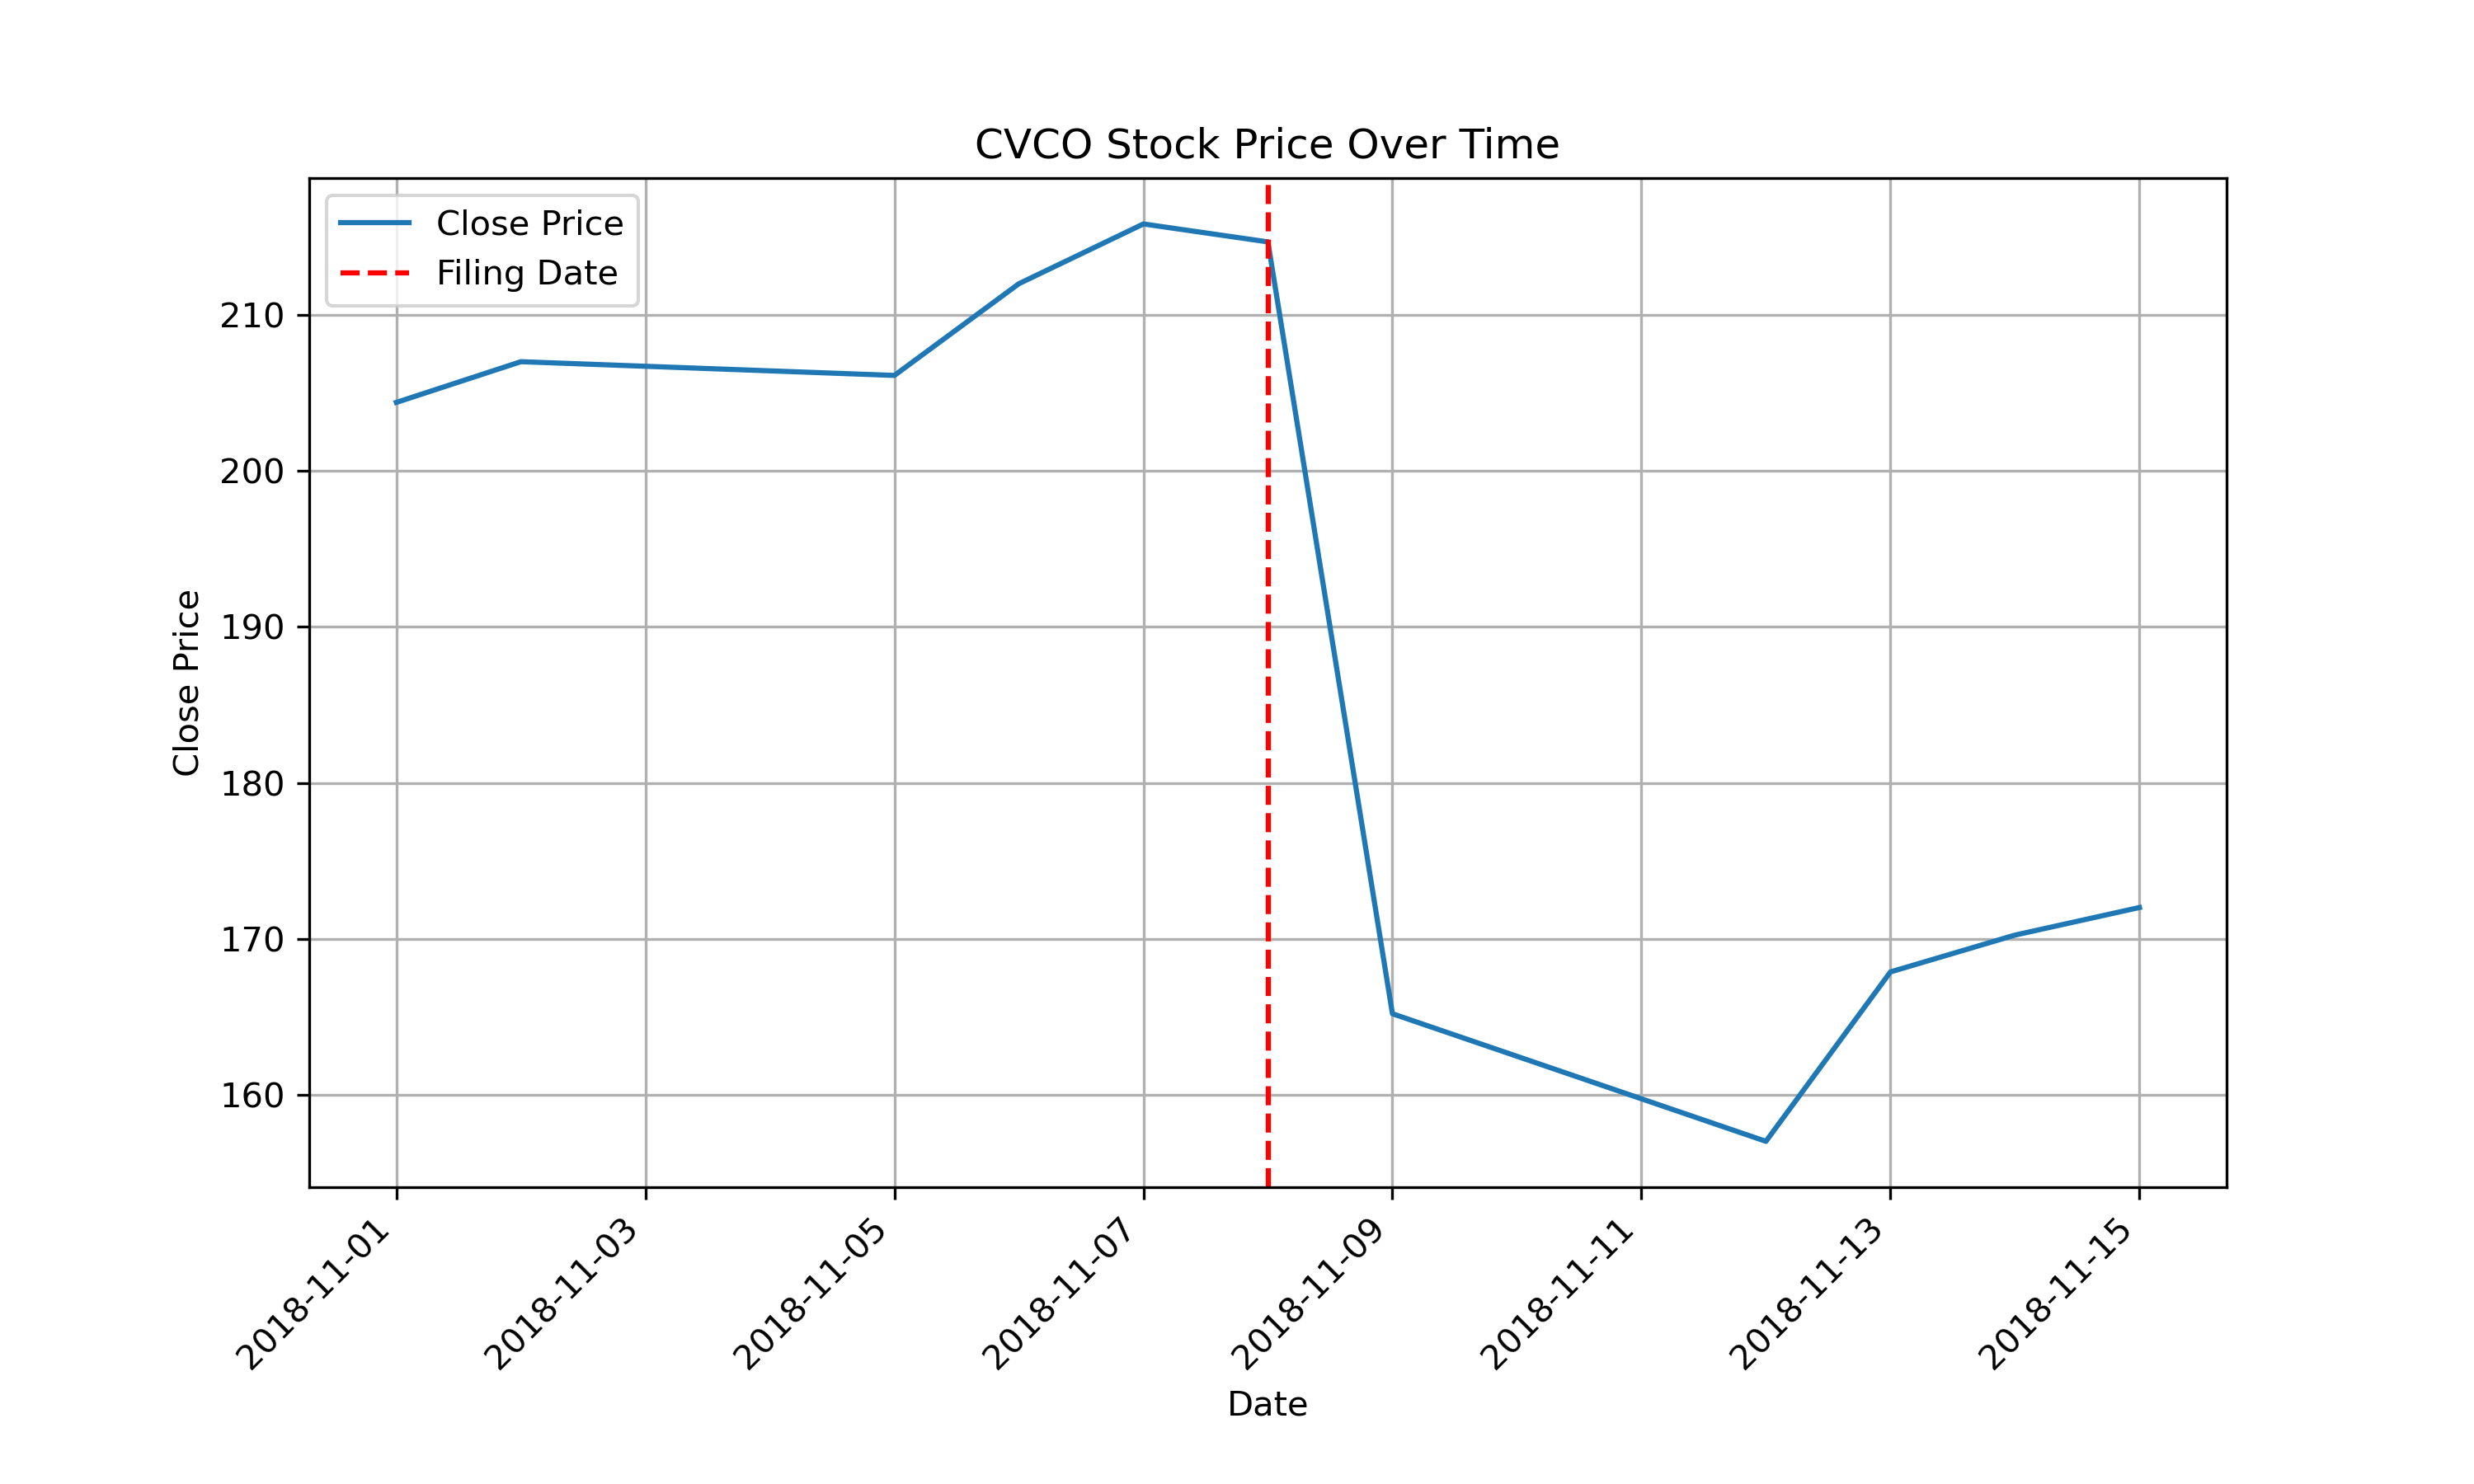 CVCO Stock Price Over Time
Close Price
Filing Date
Close Price
210
200
190
180
170
160
2018-11-01
2018-11-03
2018-11-05
2018-11-07
2018-11-09
2018-11-11
2018-11-13
2018-11-15
Date